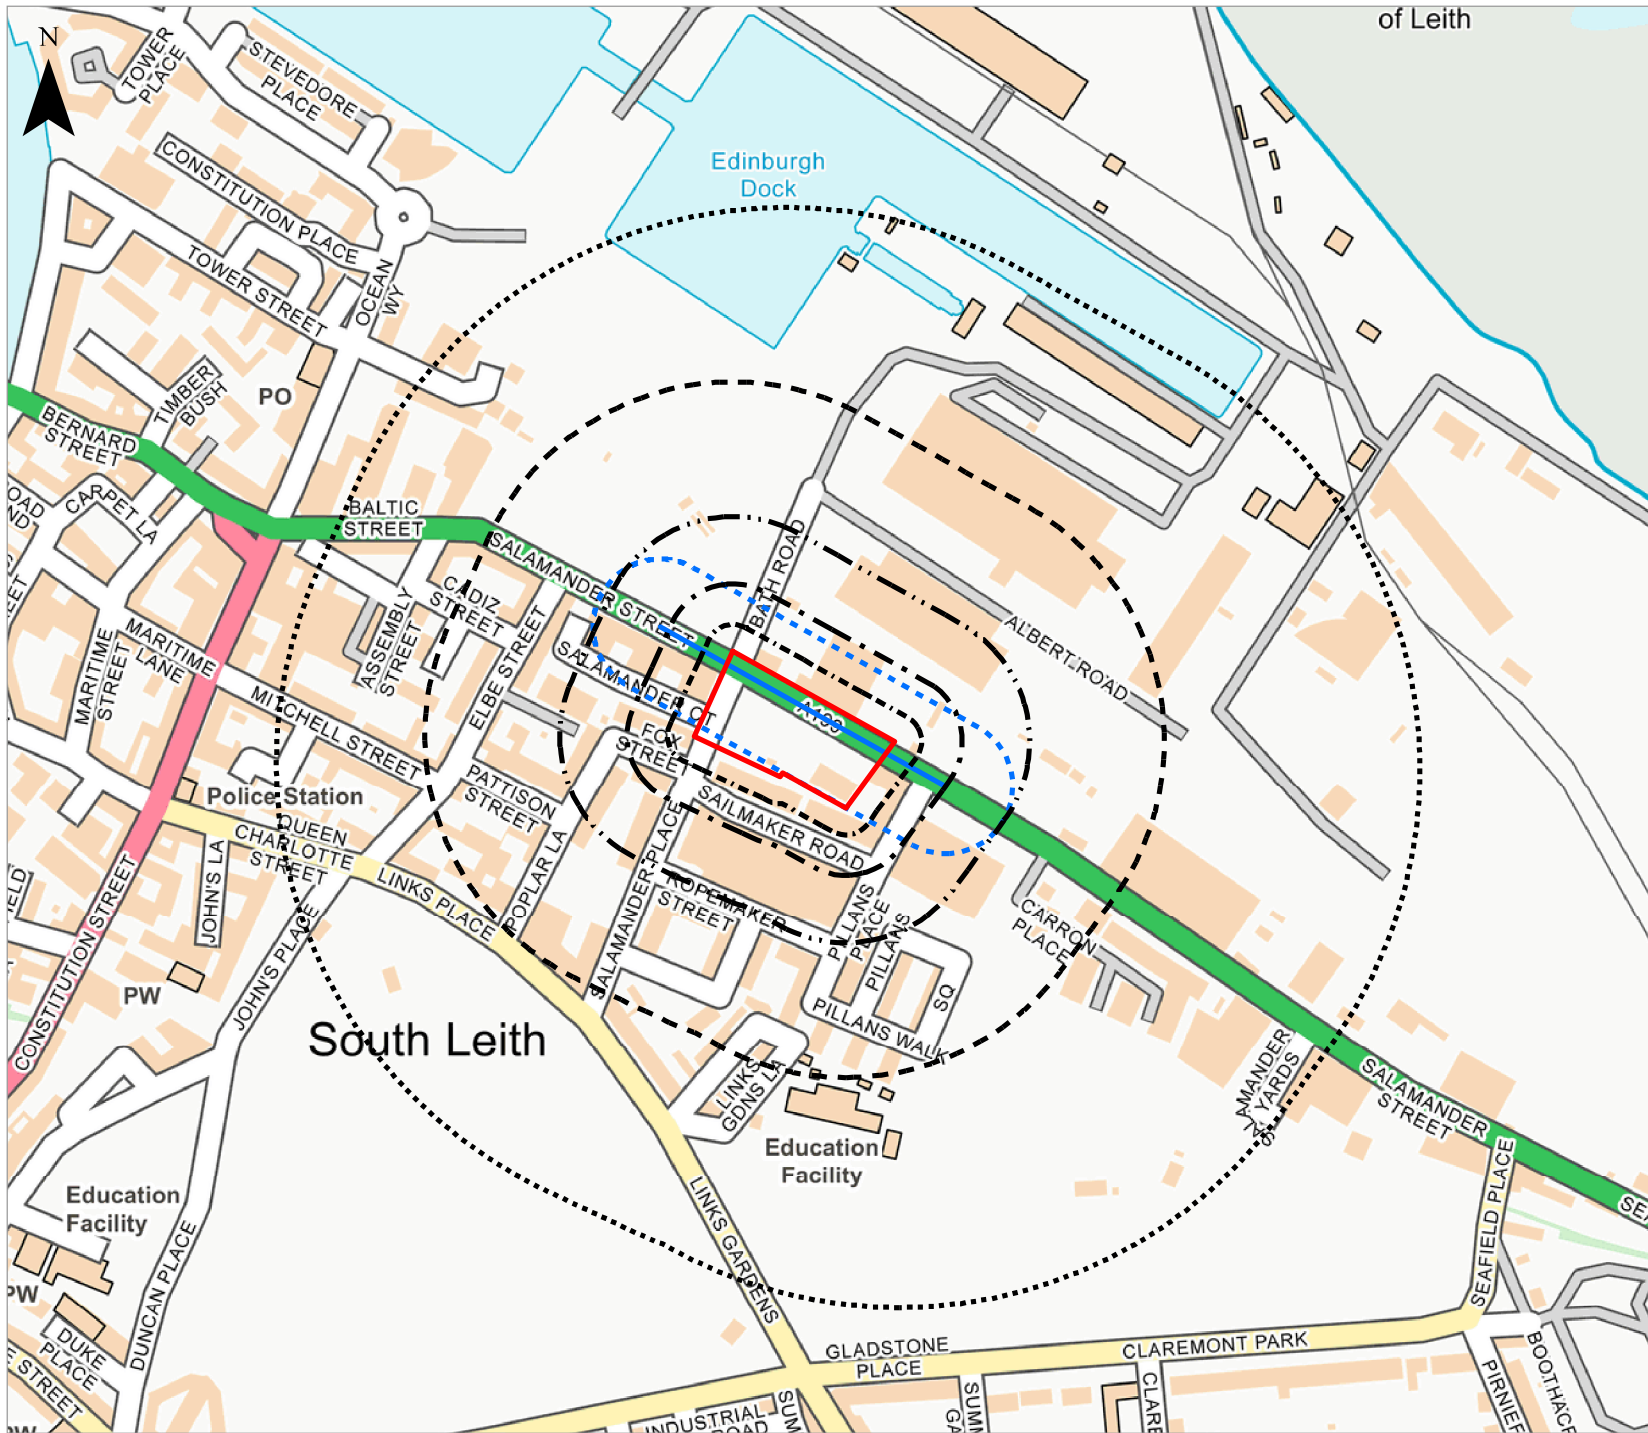 of Leith
N
TOWER
PLACE
STEVEDORE
PLACE
CONSTITUTION PLACE
Edinburgh
Dock
TOWER STREET
OCEAN
WY
TIMBER
BUSH
PO
BERNARD
STREET
CARPET LA
BALTIC
STREET
SALAMANDER STREET
BATH ROAD
CADIZ
STREET
ASSEMBLY
STREET
ELBE STREET
ALBERT ROAD
MARITIME
LANE
MARITIME
STREET
SALAMANDER CT
FOX
STREET
A199
MITCHELL STREET
PATTISON
STREET
Police Station
QUEEN
CHARLOTTE
STREET
SAILMAKER ROAD
SALAMANDER PLACE
JOHN'S LA
LINKS PLACE
POPLAR LA
ROPEMAKER
STREET
PILLANS
PLACE
PILLANS
SQ
CARRON
PLACE
CONSTITUTION STREET
PW
JOHN'S PLACE
South Leith
PILLANS WALK
LINKS
GDNS LA
SALAMANDER
YARDS
SALAMANDER
STREET
Education
Facility
Education
Facility
LINKS GARDENS
SEAFIELD PLACE
DUNCAN PLACE
PW
DUKE
PLACE
STREET
GLADSTONE
PLACE
CLAREMONT PARK
INDUSTRIAL
ROAD